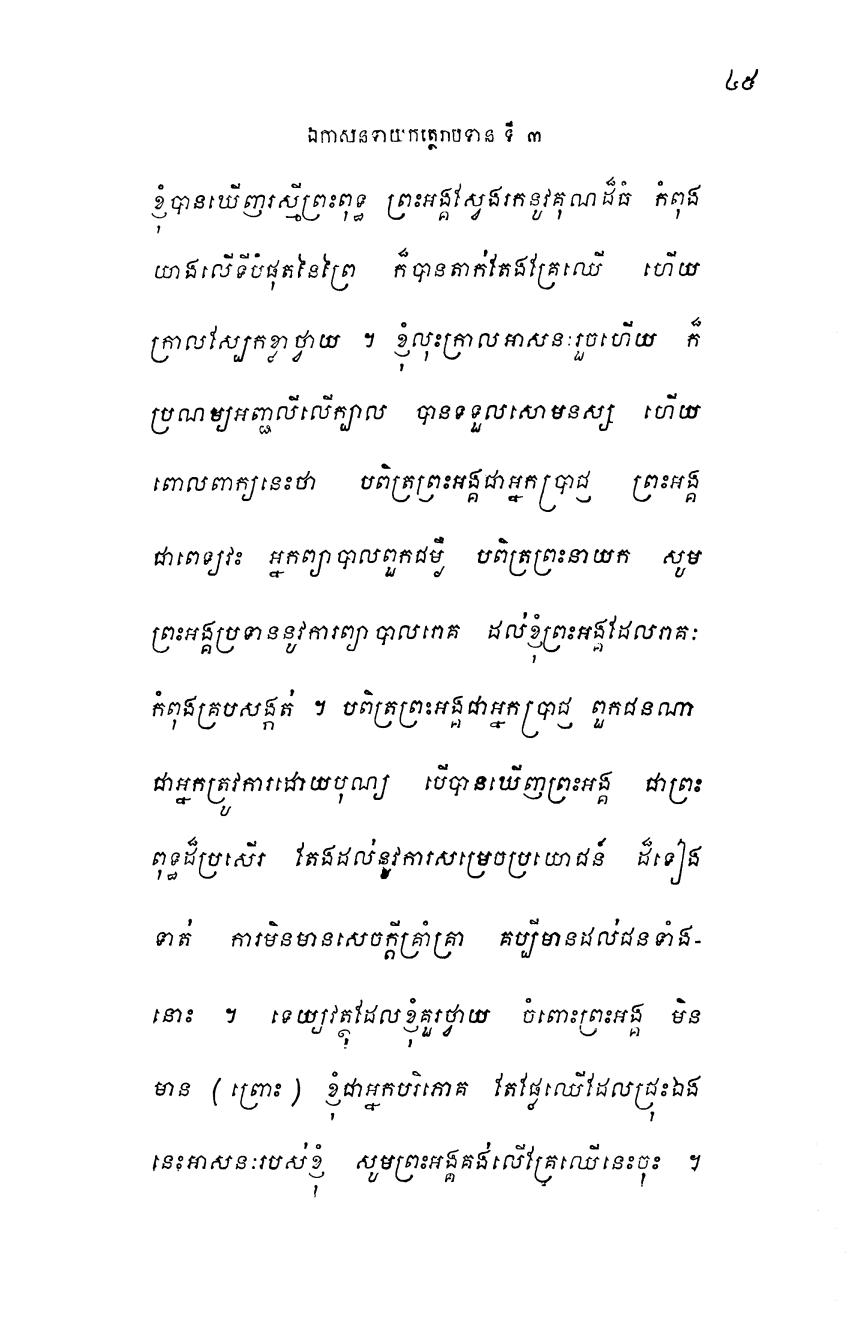 ៤៥
ឯកាសនទាយកត្ថេរាបទាន ទី ៣
ខ្ញុំបានឃើញរស្មីព្រះពុទ្ធ ព្រះអង្គស្វែងរកនូវគុណដ៏ធំ កំពុង
យាងលើទីបំផុតនៃព្រៃ ក៏បានតាក់តែងគ្រែឈើ ហើយ
ក្រាលស្បែកខ្លាថ្វាយ ។ ខ្ញុំលុះក្រាលអាសនៈរួចហើយ ក៏
ប្រណម្យអញ្ជលីលើក្បាល បានទទួលសោមនស្ស ហើយ
ពោលពាក្យនេះថា បពិត្រព្រះអង្គជាអ្នកប្រាជ្ញ ព្រះអង្គ
ជាពេទ្យវះ អ្នកព្យាបាលពួកជម្ងឺ បពិត្រព្រះនាយក សូម
ព្រះអង្គប្រទាននូវការព្យាបាលរោគ ដល់ខ្ញុំព្រះអង្គដែលរាគៈ
កំពុងគ្របសង្កត់ ។ បពិត្រព្រះអង្គជាអ្នកប្រាជ្ញ ពួកជនណា
ជាអ្នកត្រូវការដោយបុណ្យ បើបានឃើញព្រះអង្គ ជាព្រះ
ពុទ្ធដ៏ប្រសើរ តែងដល់នូវការសម្រេចប្រយោជន៍ ដ៏ទៀង
ទាត់ ការមិនមានសេចក្តីគ្រាំគ្រា គប្បីមានដល់ជនទាំង-
នោះ ។ ទេយ្យវត្ថុដែលខ្ញុំគួរថ្វាយ ចំពោះព្រះអង្គ មិន
មាន (ព្រោះ) ខ្ញុំជាអ្នកបរិភោគ តែផ្លែឈើដែលជ្រុះឯង
នេះអាសនៈរបស់ខ្ញុំ សូមព្រះអង្គគង់លើគ្រែឈើនេះចុះ ។